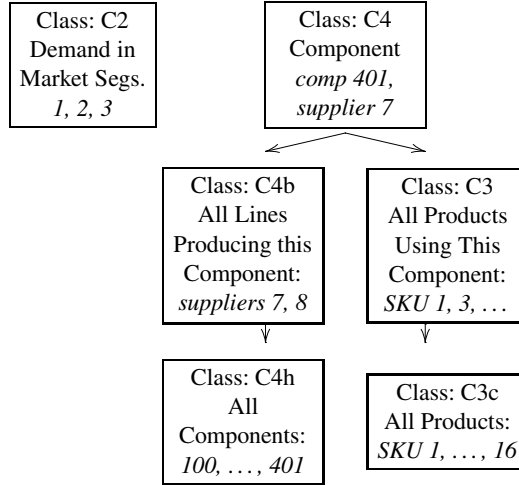 Class: C2
Demand in
Market Segs.
1, 2, 3
Class: C4
Component
comp 401,
supplier 7
Class: C4b
All Lines
Producing this
Component:
suppliers 7, 8
Class: C3
All Products
Using This
Component:
SKU 1, 3, ...
Class: C4h
All
Components:
100, ..., 401
Class: C3c
All Products:
SKU 1, ..., 16